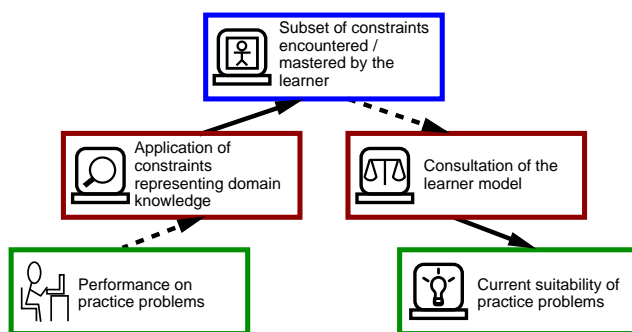 Subset of constraints
encountered /
mastered by the
learner
Application of
constraints
representing domain
knowledge
Consultation of the
learner model
Performance on
practice problems
Current suitability of
practice problems